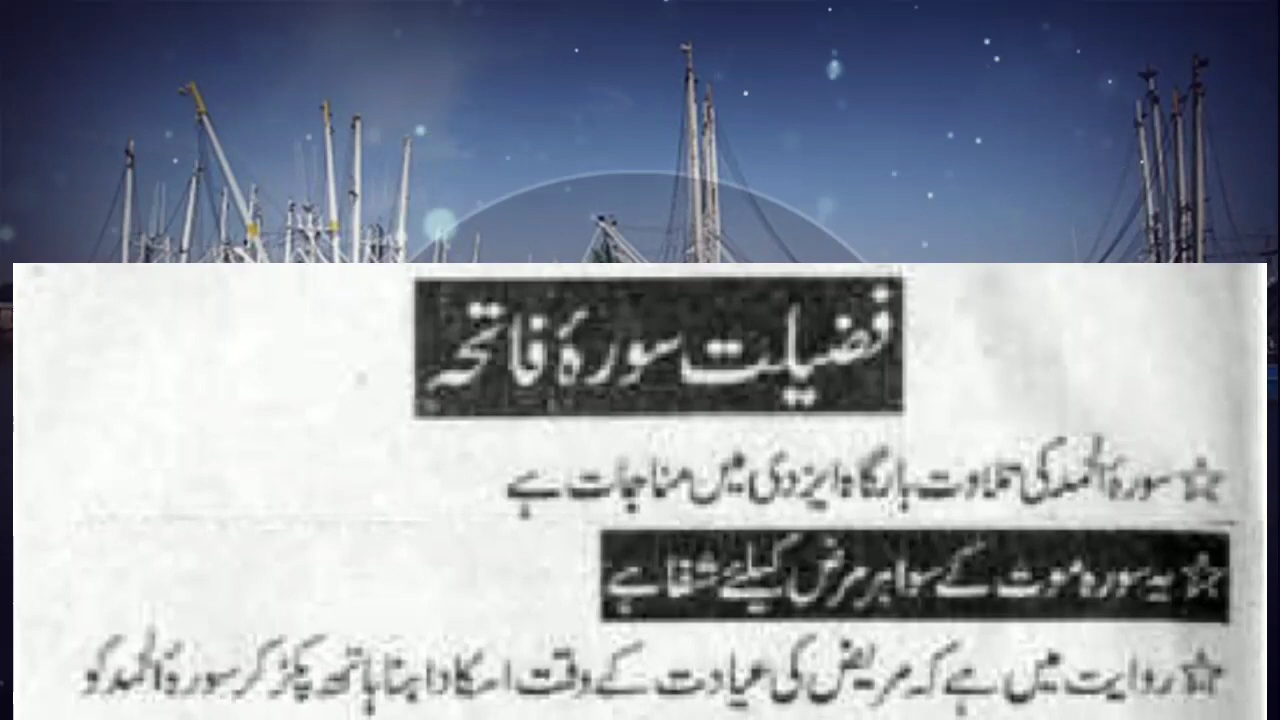 فضیلت سورۂ فاتحہ
☆ سورۂ الحمد کی تلاوت بارگاہ ایزدی میں مناجات ہے
☆ یہ سورہ موت کے سوا ہر مرض کیلئے شفا ہے
☆ روایت میں ہے کہ مریض کی عیادت کے وقت اسکا داہنا ہاتھ پکڑ کر سورۂ الحمد کو